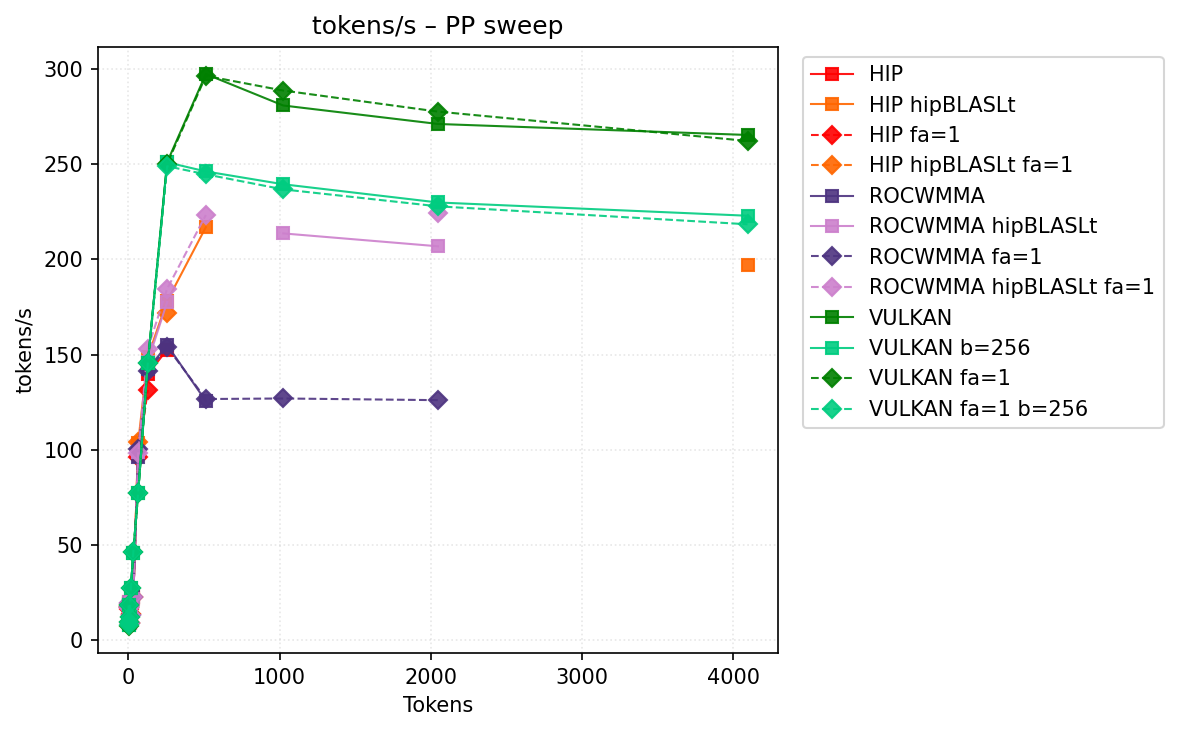 tokens/s – PP sweep
300
250
200
150
100
50
0
tokens/s
0
1000
2000
3000
4000
Tokens
HIP
HIP hipBLASLt
HIP fa=1
HIP hipBLASLt fa=1
ROCWMMA
ROCWMMA hipBLASLt
ROCWMMA fa=1
ROCWMMA hipBLASLt fa=1
VULKAN
VULKAN b=256
VULKAN fa=1
VULKAN fa=1 b=256